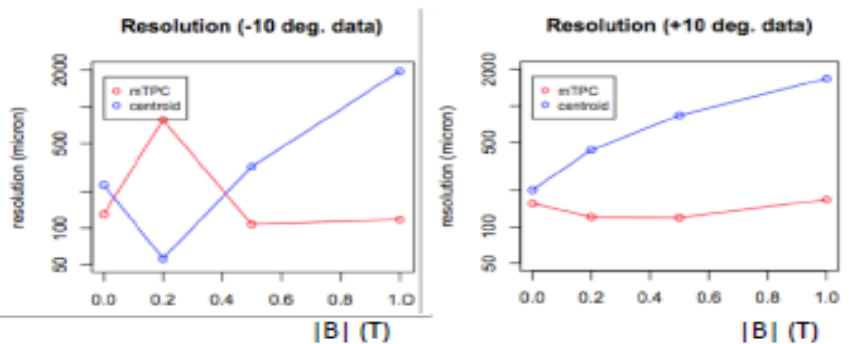 Resolution (-10 deg. data)
resolution (micron)
2000
500
100
50
mTPC
centroid
0.0 0.2 0.4 0.6 0.8 1.0
|B| (T)
Resolution (+10 deg. data)
resolution (micron)
2000
500
100
50
mTPC
centroid
0.0 0.2 0.4 0.6 0.8 1.0
|B| (T)